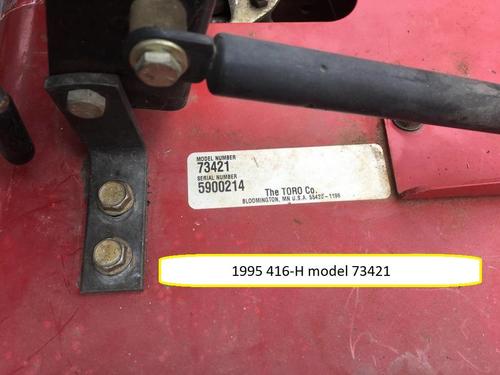 MODEL NUMBER
73421
SERIAL NUMBER
5900214
The TORO Co.
BLOOMINGTON, MN U.S.A. 55420-1196
1995 416-H model 73421